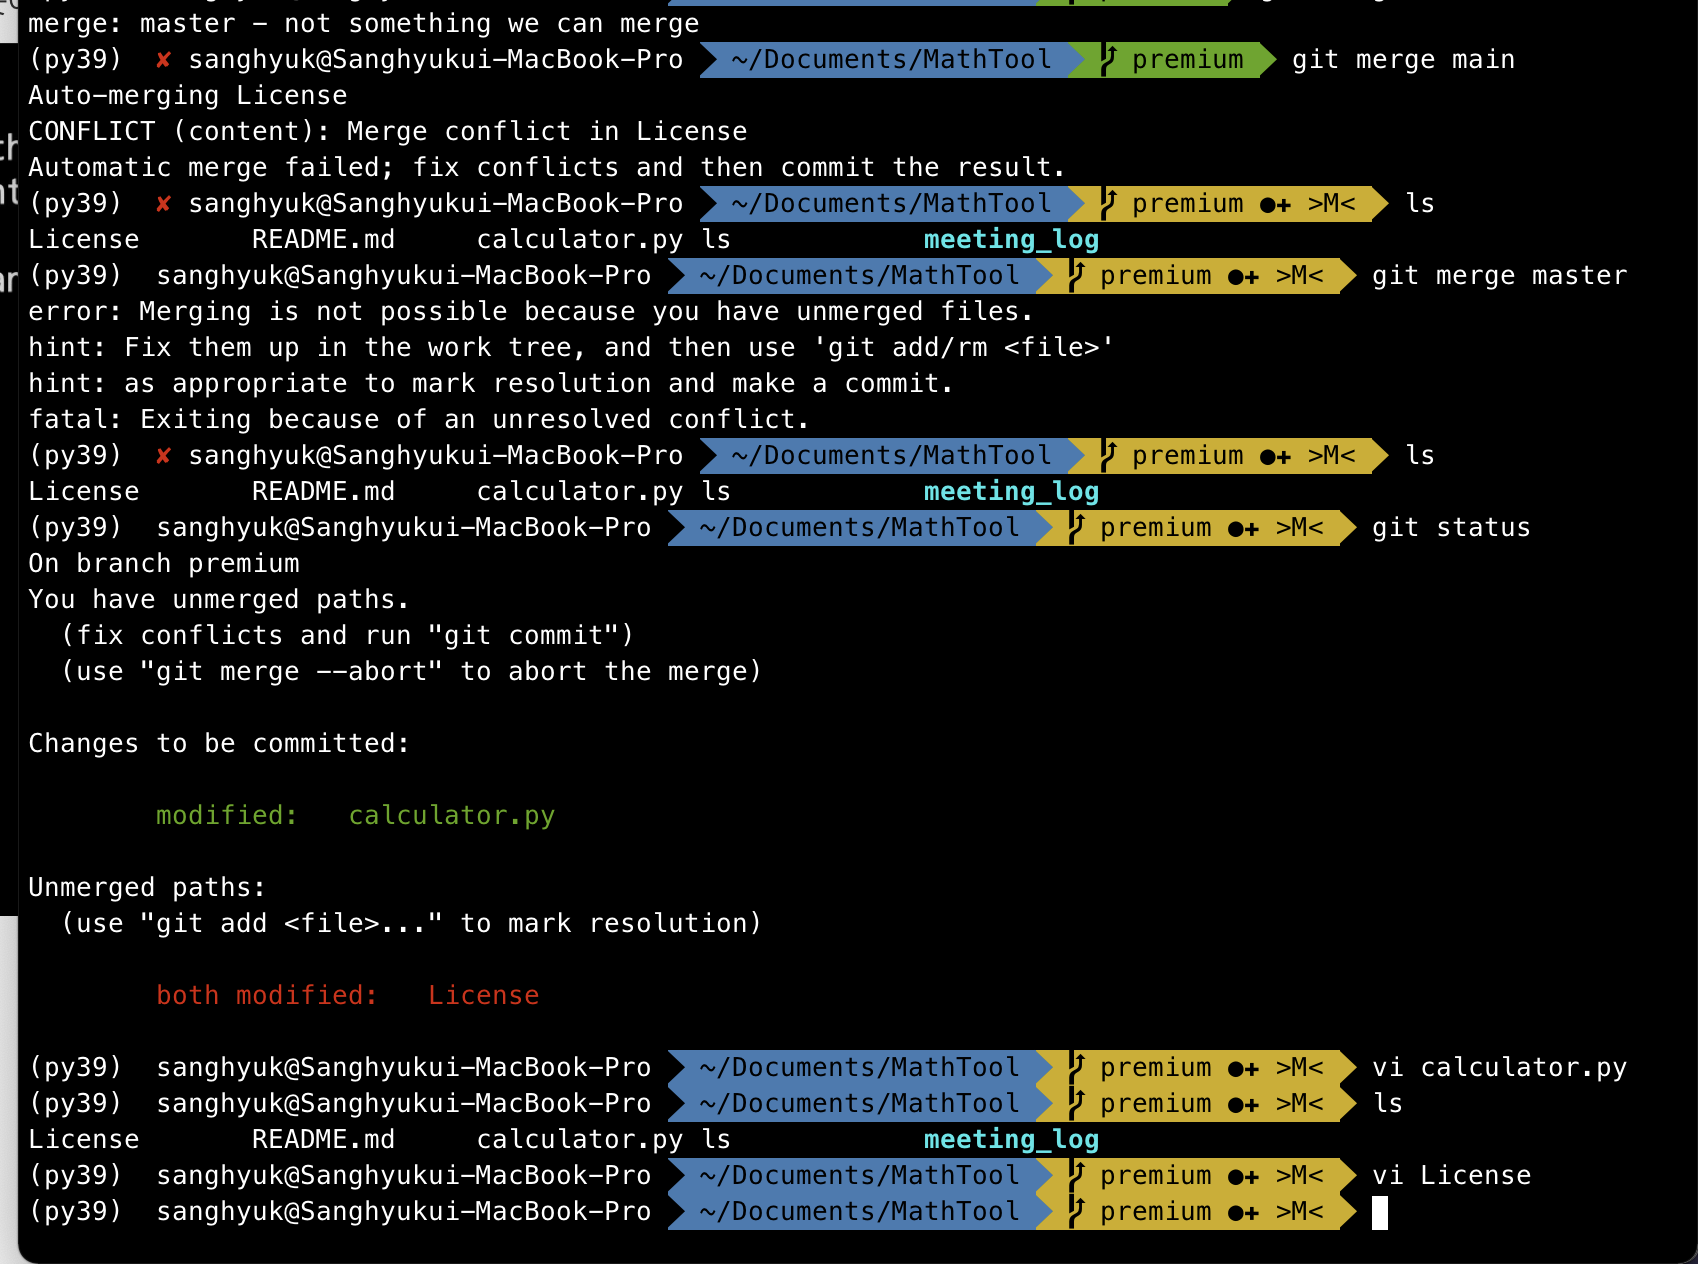 merge: master - not something we can merge
(py39) ✘ sanghyuk@Sanghyukui-MacBook-Pro ~/Documents/MathTool premium git merge main
Auto-merging License
CONFLICT (content): Merge conflict in License
Automatic merge failed; fix conflicts and then commit the result.
(py39) ✘ sanghyuk@Sanghyukui-MacBook-Pro ~/Documents/MathTool premium ●✚ >M< ls
License README.md calculator.py ls meeting_log
(py39) sanghyuk@Sanghyukui-MacBook-Pro ~/Documents/MathTool premium ●✚ >M< git merge master
error: Merging is not possible because you have unmerged files.
hint: Fix them up in the work tree, and then use 'git add/rm <file>'
hint: as appropriate to mark resolution and make a commit.
fatal: Exiting because of an unresolved conflict.
(py39) ✘ sanghyuk@Sanghyukui-MacBook-Pro ~/Documents/MathTool premium ●✚ >M< ls
License README.md calculator.py ls meeting_log
(py39) sanghyuk@Sanghyukui-MacBook-Pro ~/Documents/MathTool premium ●✚ >M< git status
On branch premium
You have unmerged paths.
(fix conflicts and run "git commit")
(use "git merge --abort" to abort the merge)
Changes to be committed:
modified: calculator.py
Unmerged paths:
(use "git add <file>..." to mark resolution)
both modified: License
(py39) sanghyuk@Sanghyukui-MacBook-Pro ~/Documents/MathTool premium ●✚ >M< vi calculator.py
(py39) sanghyuk@Sanghyukui-MacBook-Pro ~/Documents/MathTool premium ●✚ >M< ls
License README.md calculator.py ls meeting_log
(py39) sanghyuk@Sanghyukui-MacBook-Pro ~/Documents/MathTool premium ●✚ >M< vi License
(py39) sanghyuk@Sanghyukui-MacBook-Pro ~/Documents/MathTool premium ●✚ >M<